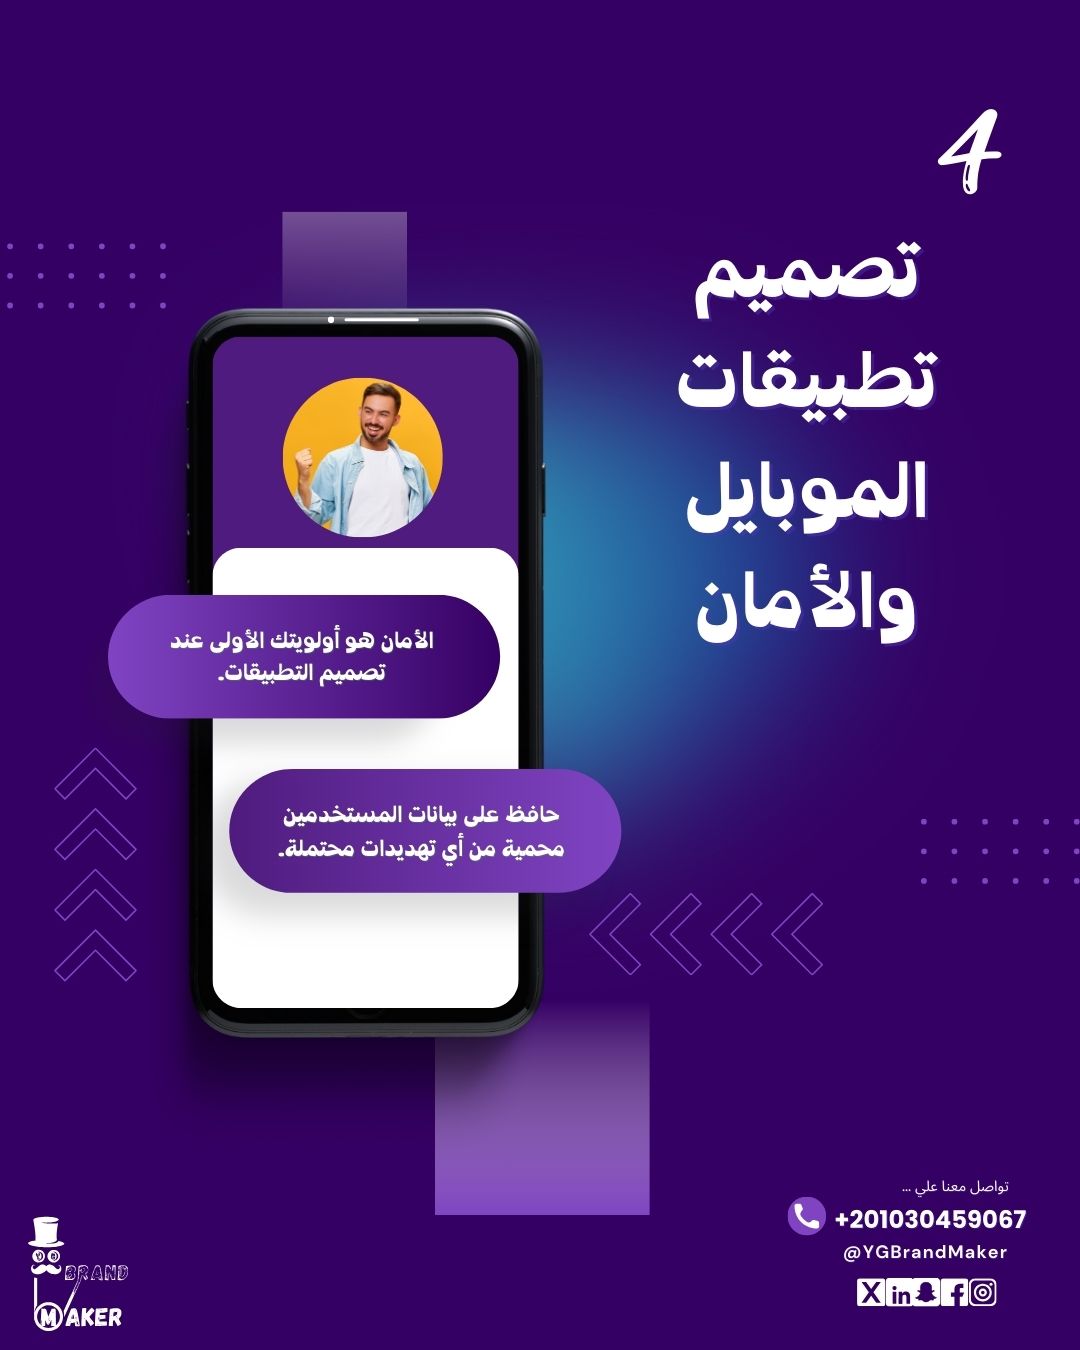 4
تصميم
تطبيقات
الموبايل
والأمان
الأمان هو أولويتك الأولى عند
تصميم التطبيقات.
حافظ على بيانات المستخدمين
محمية من أي تهديدات محتملة.
تواصل معنا علي ...
+201030459067
@YGBrandMaker
BRAND
MAKER